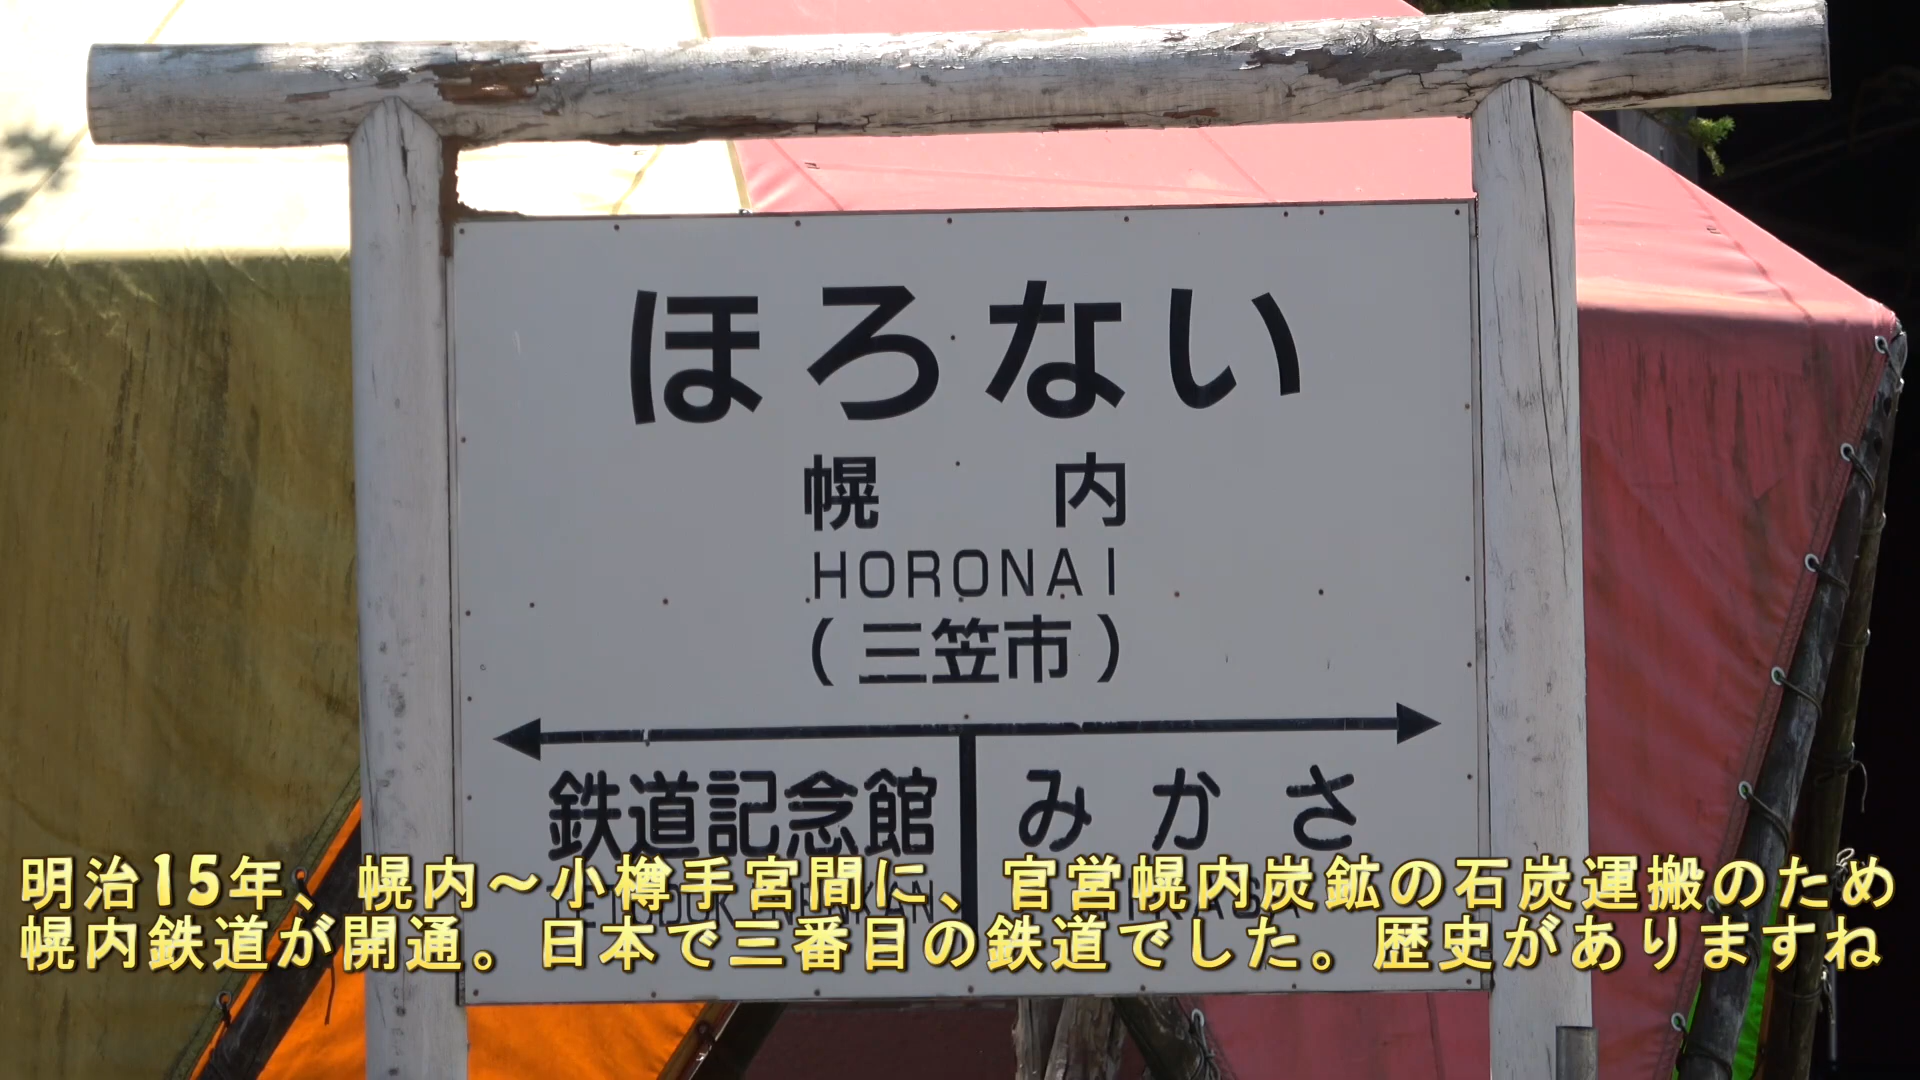 ほろない
幌内
HORONAI
(三笠市)
鉄道記念館 みかさ
明治15年、幌内～小樽手宮間に、官営幌内炭鉱の石炭運搬のため
幌内鉄道が開通。日本で三番目の鉄道でした。歴史がありますね